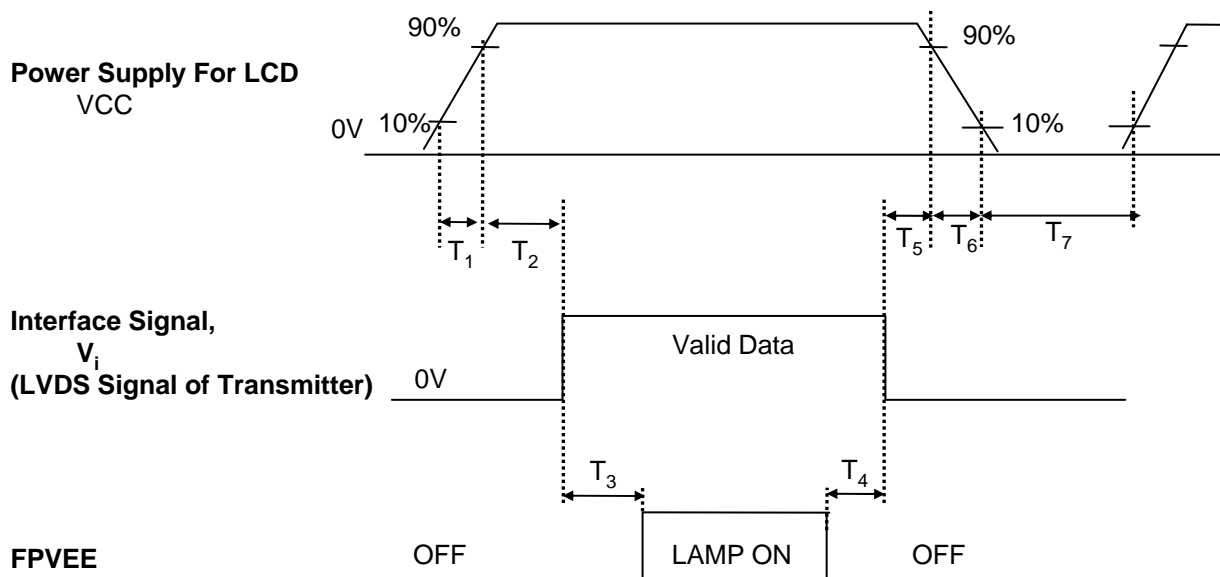 90%
90%
Power Supply For LCD
VCC
0V 10%
10%
T1
T2
T5
T6
T7
Interface Signal,
Vi
(LVDS Signal of Transmitter)
0V
Valid Data
T3
T4
FPVEE
OFF
LAMP ON
OFF